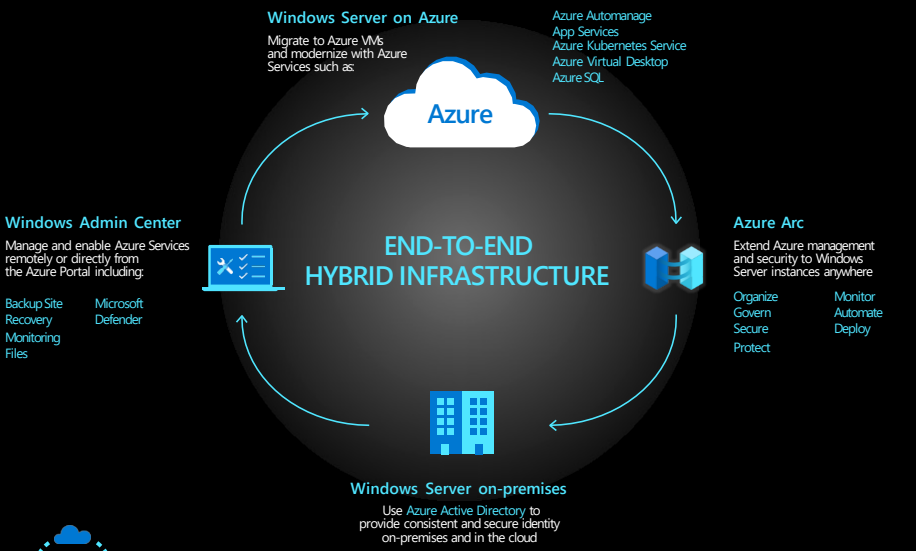 Windows Server on Azure
Migrate to Azure VMs
and modernize with Azure
Services such as:
Azure Automanage
App Services
Azure Kubernetes Service
Azure Virtual Desktop
Azure SQL
Azure
Windows Admin Center
Manage and enable Azure Services
remotely or directly from
the Azure Portal including:
Backup Site
Recovery
Monitoring
Files
Microsoft
Defender
END-TO-END
HYBRID INFRASTRUCTURE
Azure Arc
Extend Azure management
and security to Windows
Server instances anywhere
Organize
Govern
Secure
Protect
Monitor
Automate
Deploy
Windows Server on-premises
Use Azure Active Directory to
provide consistent and secure identity
on-premises and in the cloud